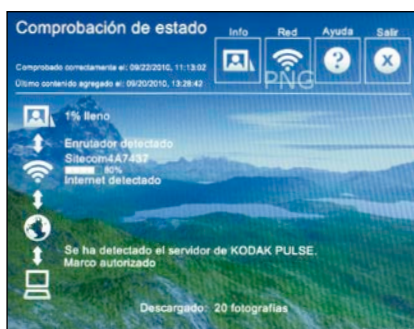 Comprobación de estado
Info Red Ayuda Salir
Comprobado correctamente el: 09/22/2010, 11:13:02
Último contenido agregado el: 09/20/2010, 13:28:42
PNG
1% lleno
Enrutador detectado
Sitecom4A7437
80%
Internet detectado
Se ha detectado el servidor de KODAK PULSE.
Marco autorizado
Descargado: 20 fotografías